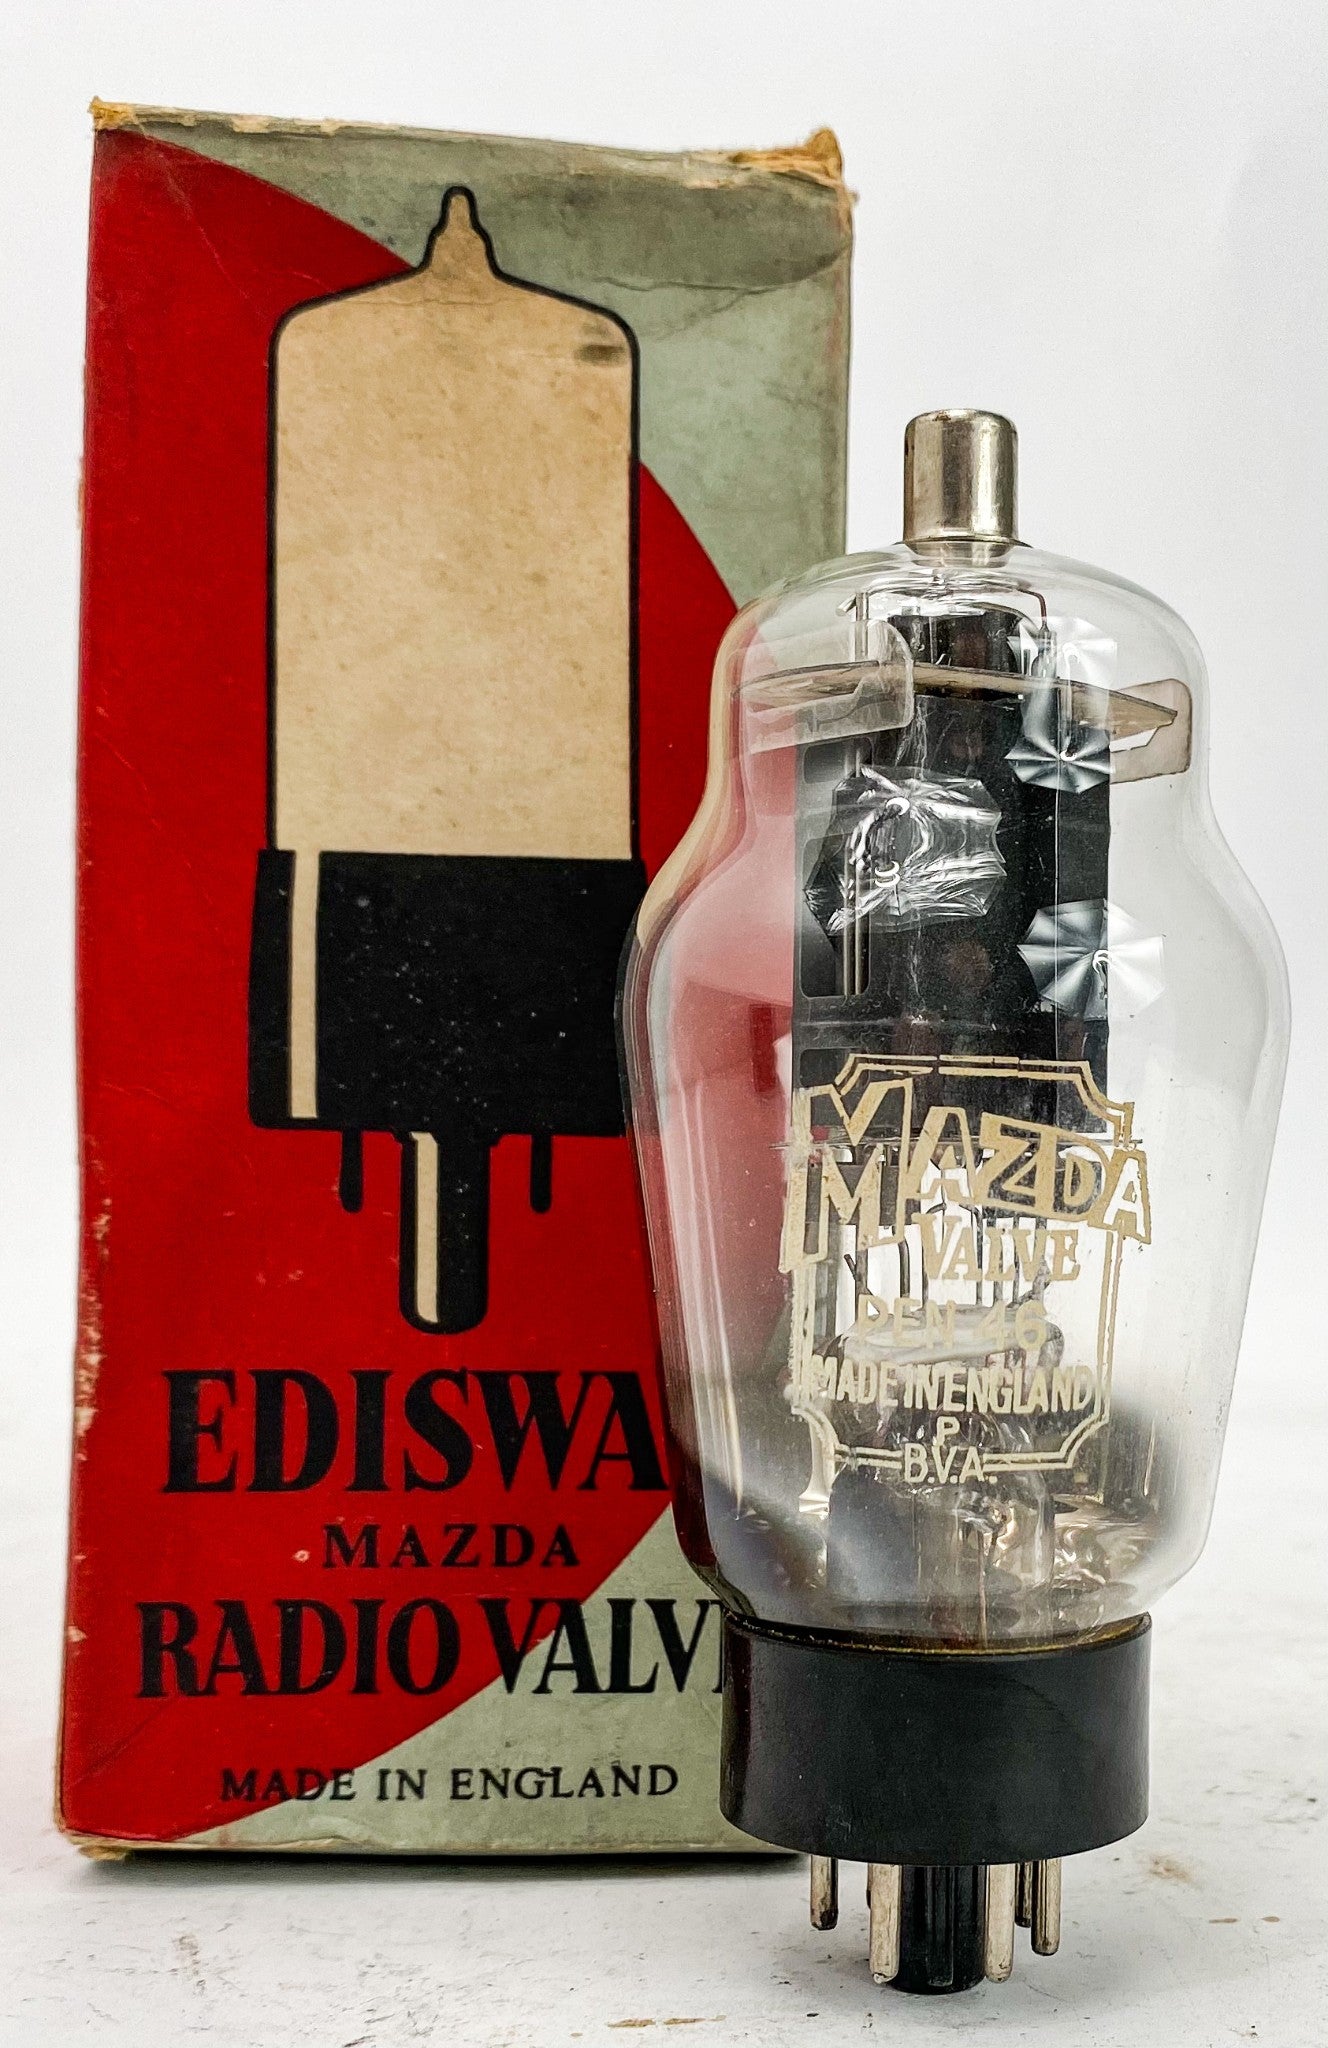 EDISWA
MAZDA
RADIO VALV
MADE IN ENGLAND
MAZDA
VALVE
PEN 46
MADE IN ENGLAND
P
B.V.A.